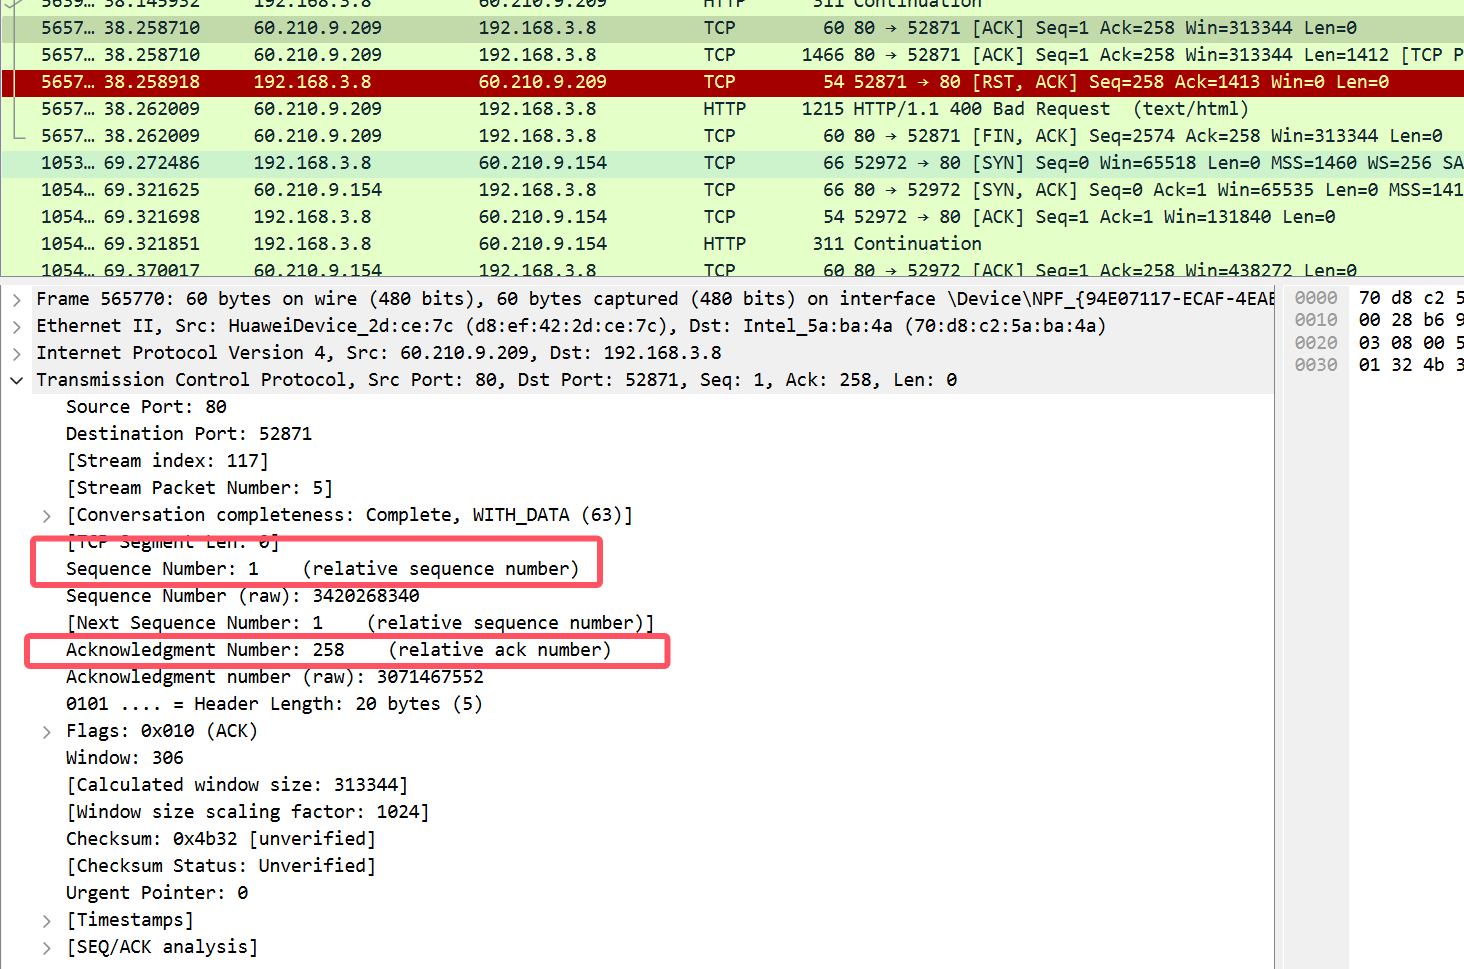 5639… 38.145932 192.168.3.8 60.210.9.209 HTTP 311 Continuation
5657… 38.258710 60.210.9.209 192.168.3.8 TCP 60 80 → 52871 [ACK] Seq=1 Ack=258 Win=313344 Len=0
5657… 38.258710 60.210.9.209 192.168.3.8 TCP 1466 80 → 52871 [ACK] Seq=1 Ack=258 Win=313344 Len=1412 [TCP P
5657… 38.258918 192.168.3.8 60.210.9.209 TCP 54 52871 → 80 [RST, ACK] Seq=258 Ack=1413 Win=0 Len=0
5657… 38.262009 60.210.9.209 192.168.3.8 HTTP 1215 HTTP/1.1 400 Bad Request (text/html)
5657… 38.262009 60.210.9.209 192.168.3.8 TCP 60 80 → 52871 [FIN, ACK] Seq=2574 Ack=258 Win=313344 Len=0
1053… 69.272486 192.168.3.8 60.210.9.154 TCP 66 52972 → 80 [SYN] Seq=0 Win=65518 Len=0 MSS=1460 WS=256 SA
1054… 69.321625 60.210.9.154 192.168.3.8 TCP 66 80 → 52972 [SYN, ACK] Seq=0 Ack=1 Win=65535 Len=0 MSS=141
1054… 69.321698 192.168.3.8 60.210.9.154 TCP 54 52972 → 80 [ACK] Seq=1 Ack=1 Win=131840 Len=0
1054… 69.321851 192.168.3.8 60.210.9.154 HTTP 311 Continuation
1054… 69.370017 60.210.9.154 192.168.3.8 TCP 60 80 → 52972 [ACK] Seq=1 Ack=258 Win=438272 Len=0
Frame 565770: 60 bytes on wire (480 bits), 60 bytes captured (480 bits) on interface \Device\NPF_{94E07117-ECAF-4EAE
Ethernet II, Src: HuaweiDevice_2d:ce:7c (d8:ef:42:2d:ce:7c), Dst: Intel_5a:ba:4a (70:d8:c2:5a:ba:4a)
Internet Protocol Version 4, Src: 60.210.9.209, Dst: 192.168.3.8
Transmission Control Protocol, Src Port: 80, Dst Port: 52871, Seq: 1, Ack: 258, Len: 0
Source Port: 80
Destination Port: 52871
[Stream index: 117]
[Stream Packet Number: 5]
[Conversation completeness: Complete, WITH_DATA (63)]
[TCP Segment Len: 0]
Sequence Number: 1 (relative sequence number)
Sequence Number (raw): 3420268340
[Next Sequence Number: 1 (relative sequence number)]
Acknowledgment Number: 258 (relative ack number)
Acknowledgment number (raw): 3071467552
0101 .... = Header Length: 20 bytes (5)
Flags: 0x010 (ACK)
Window: 306
[Calculated window size: 313344]
[Window size scaling factor: 1024]
Checksum: 0x4b32 [unverified]
[Checksum Status: Unverified]
Urgent Pointer: 0
[Timestamps]
[SEQ/ACK analysis]
0000 70 d8 c2 5
0010 00 28 b6 9
0020 03 08 00 5
0030 01 32 4b 3